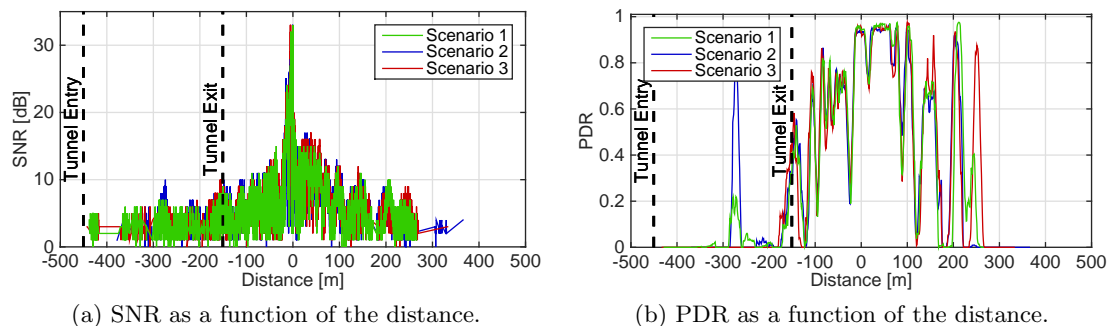 30
20
10
0
SNR [dB]
Tunnel Entry
Tunnel Exit
Scenario 1
Scenario 2
Scenario 3
-500 -400 -300 -200 -100 0 100 200 300 400 500
Distance [m]
(a) SNR as a function of the distance.
1
0.8
0.6
0.4
0.2
0
PDR
Tunnel Entry
Tunnel Exit
Scenario 1
Scenario 2
Scenario 3
-500 -400 -300 -200 -100 0 100 200 300 400 500
Distance [m]
(b) PDR as a function of the distance.